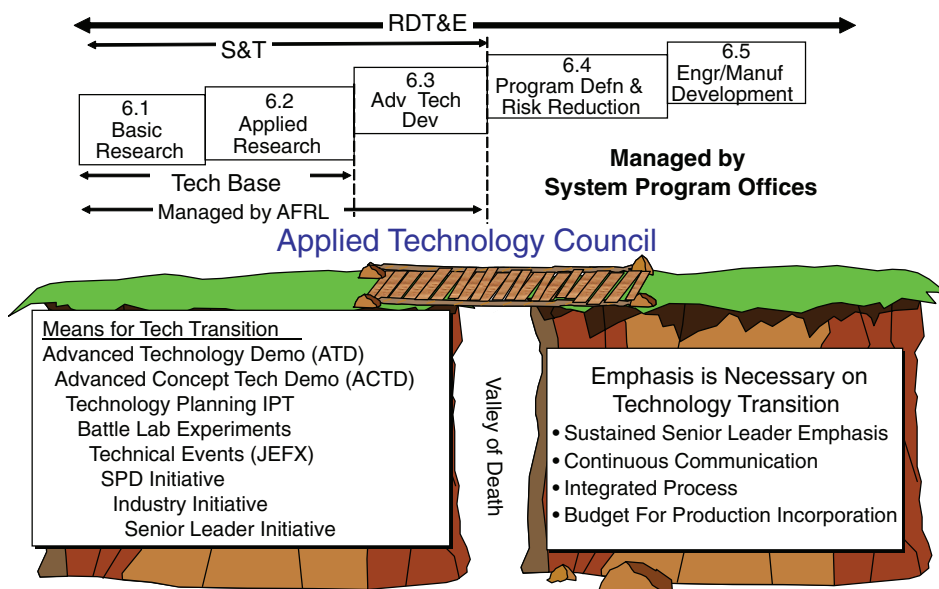 RDT&E
S&T
6.1
Basic
Research
6.2
Applied
Research
6.3
Adv Tech
Dev
6.4
Program Defn &
Risk Reduction
6.5
Engr/Manuf
Development
Tech Base
Managed by AFRL
Managed by
System Program Offices
Applied Technology Council
Means for Tech Transition
Advanced Technology Demo (ATD)
Advanced Concept Tech Demo (ACTD)
Technology Planning IPT
Battle Lab Experiments
Technical Events (JEFX)
SPD Initiative
Industry Initiative
Senior Leader Initiative
Valley of Death
Emphasis is Necessary on
Technology Transition
• Sustained Senior Leader Emphasis
• Continuous Communication
• Integrated Process
• Budget For Production Incorporation